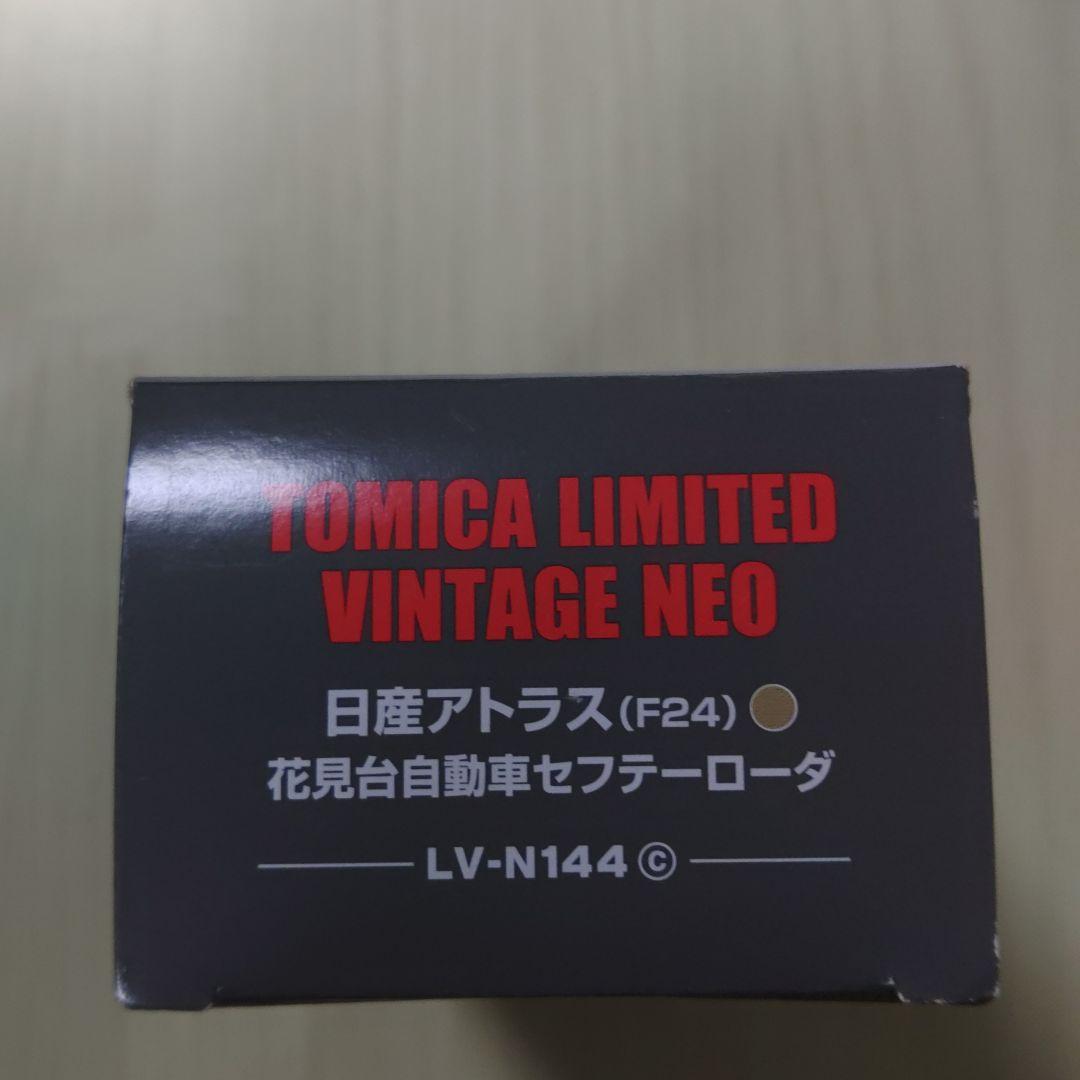 TOMICA LIMITED
VINTAGE NEO
日産アトラス(F24)
花見台自動車セフテーローダ
LV-N144ⓒ